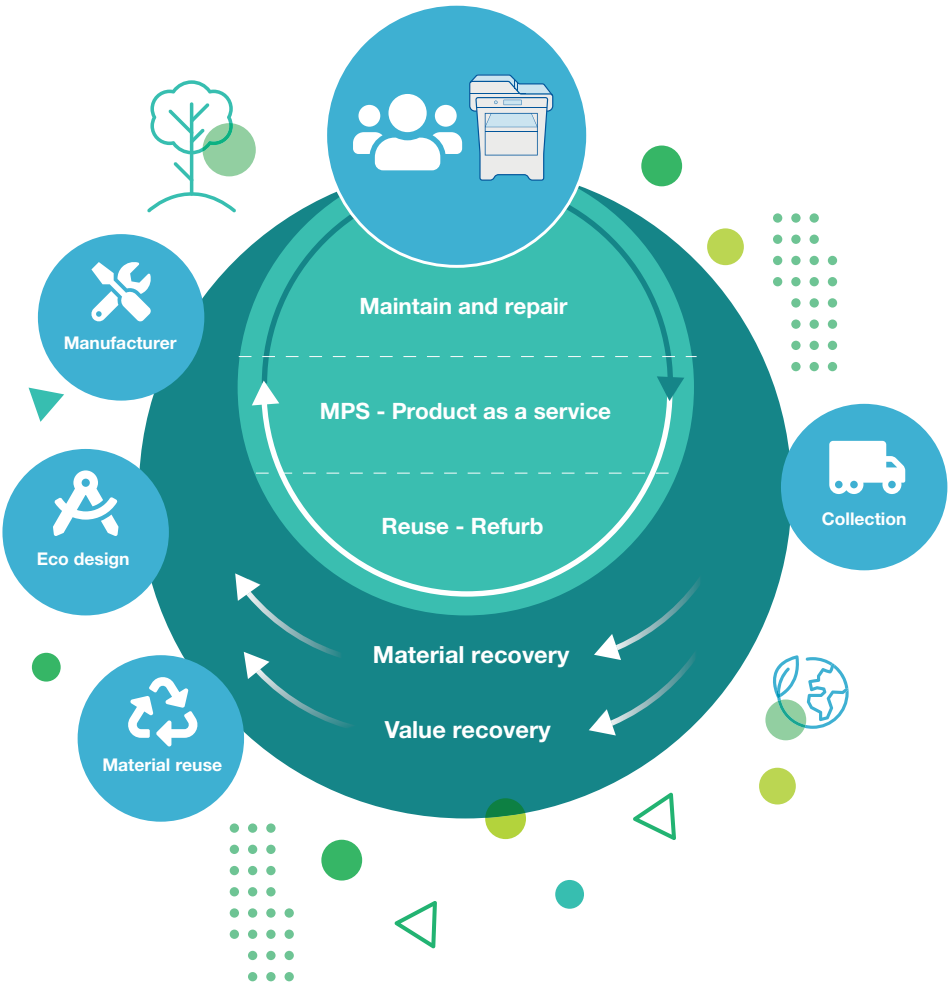 Maintain and repair
Manufacturer
MPS - Product as a service
Collection
Reuse - Refurb
Eco design
Material recovery
Value recovery
Material reuse